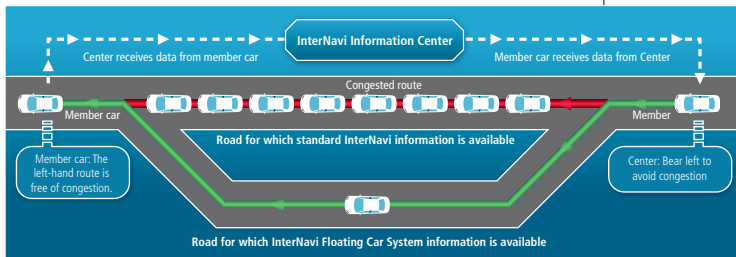 InterNavi Information Center
Center receives data from member car
Member car receives data from Center
Congested route
Member car
Member
Road for which standard InterNavi information is available
Member car: The
left-hand route is
free of congestion.
Center: Bear left to
avoid congestion
Road for which InterNavi Floating Car System information is available